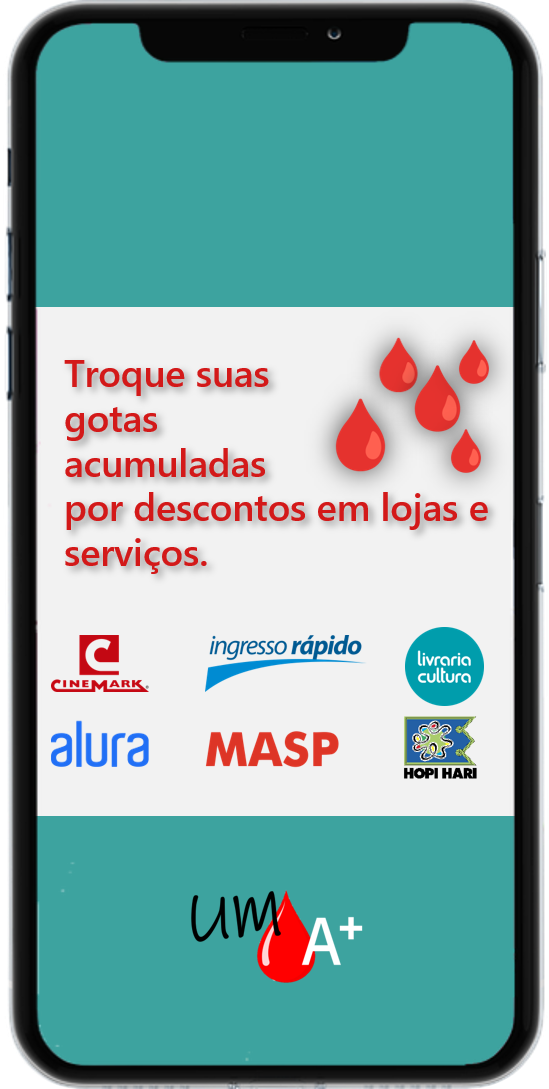 Troque suas
gotas
acumuladas
por descontos em lojas e
serviços.
CINEMARK
ingresso rápido
livraria
cultura
alura
MASP
HOPI HARI
UM A+